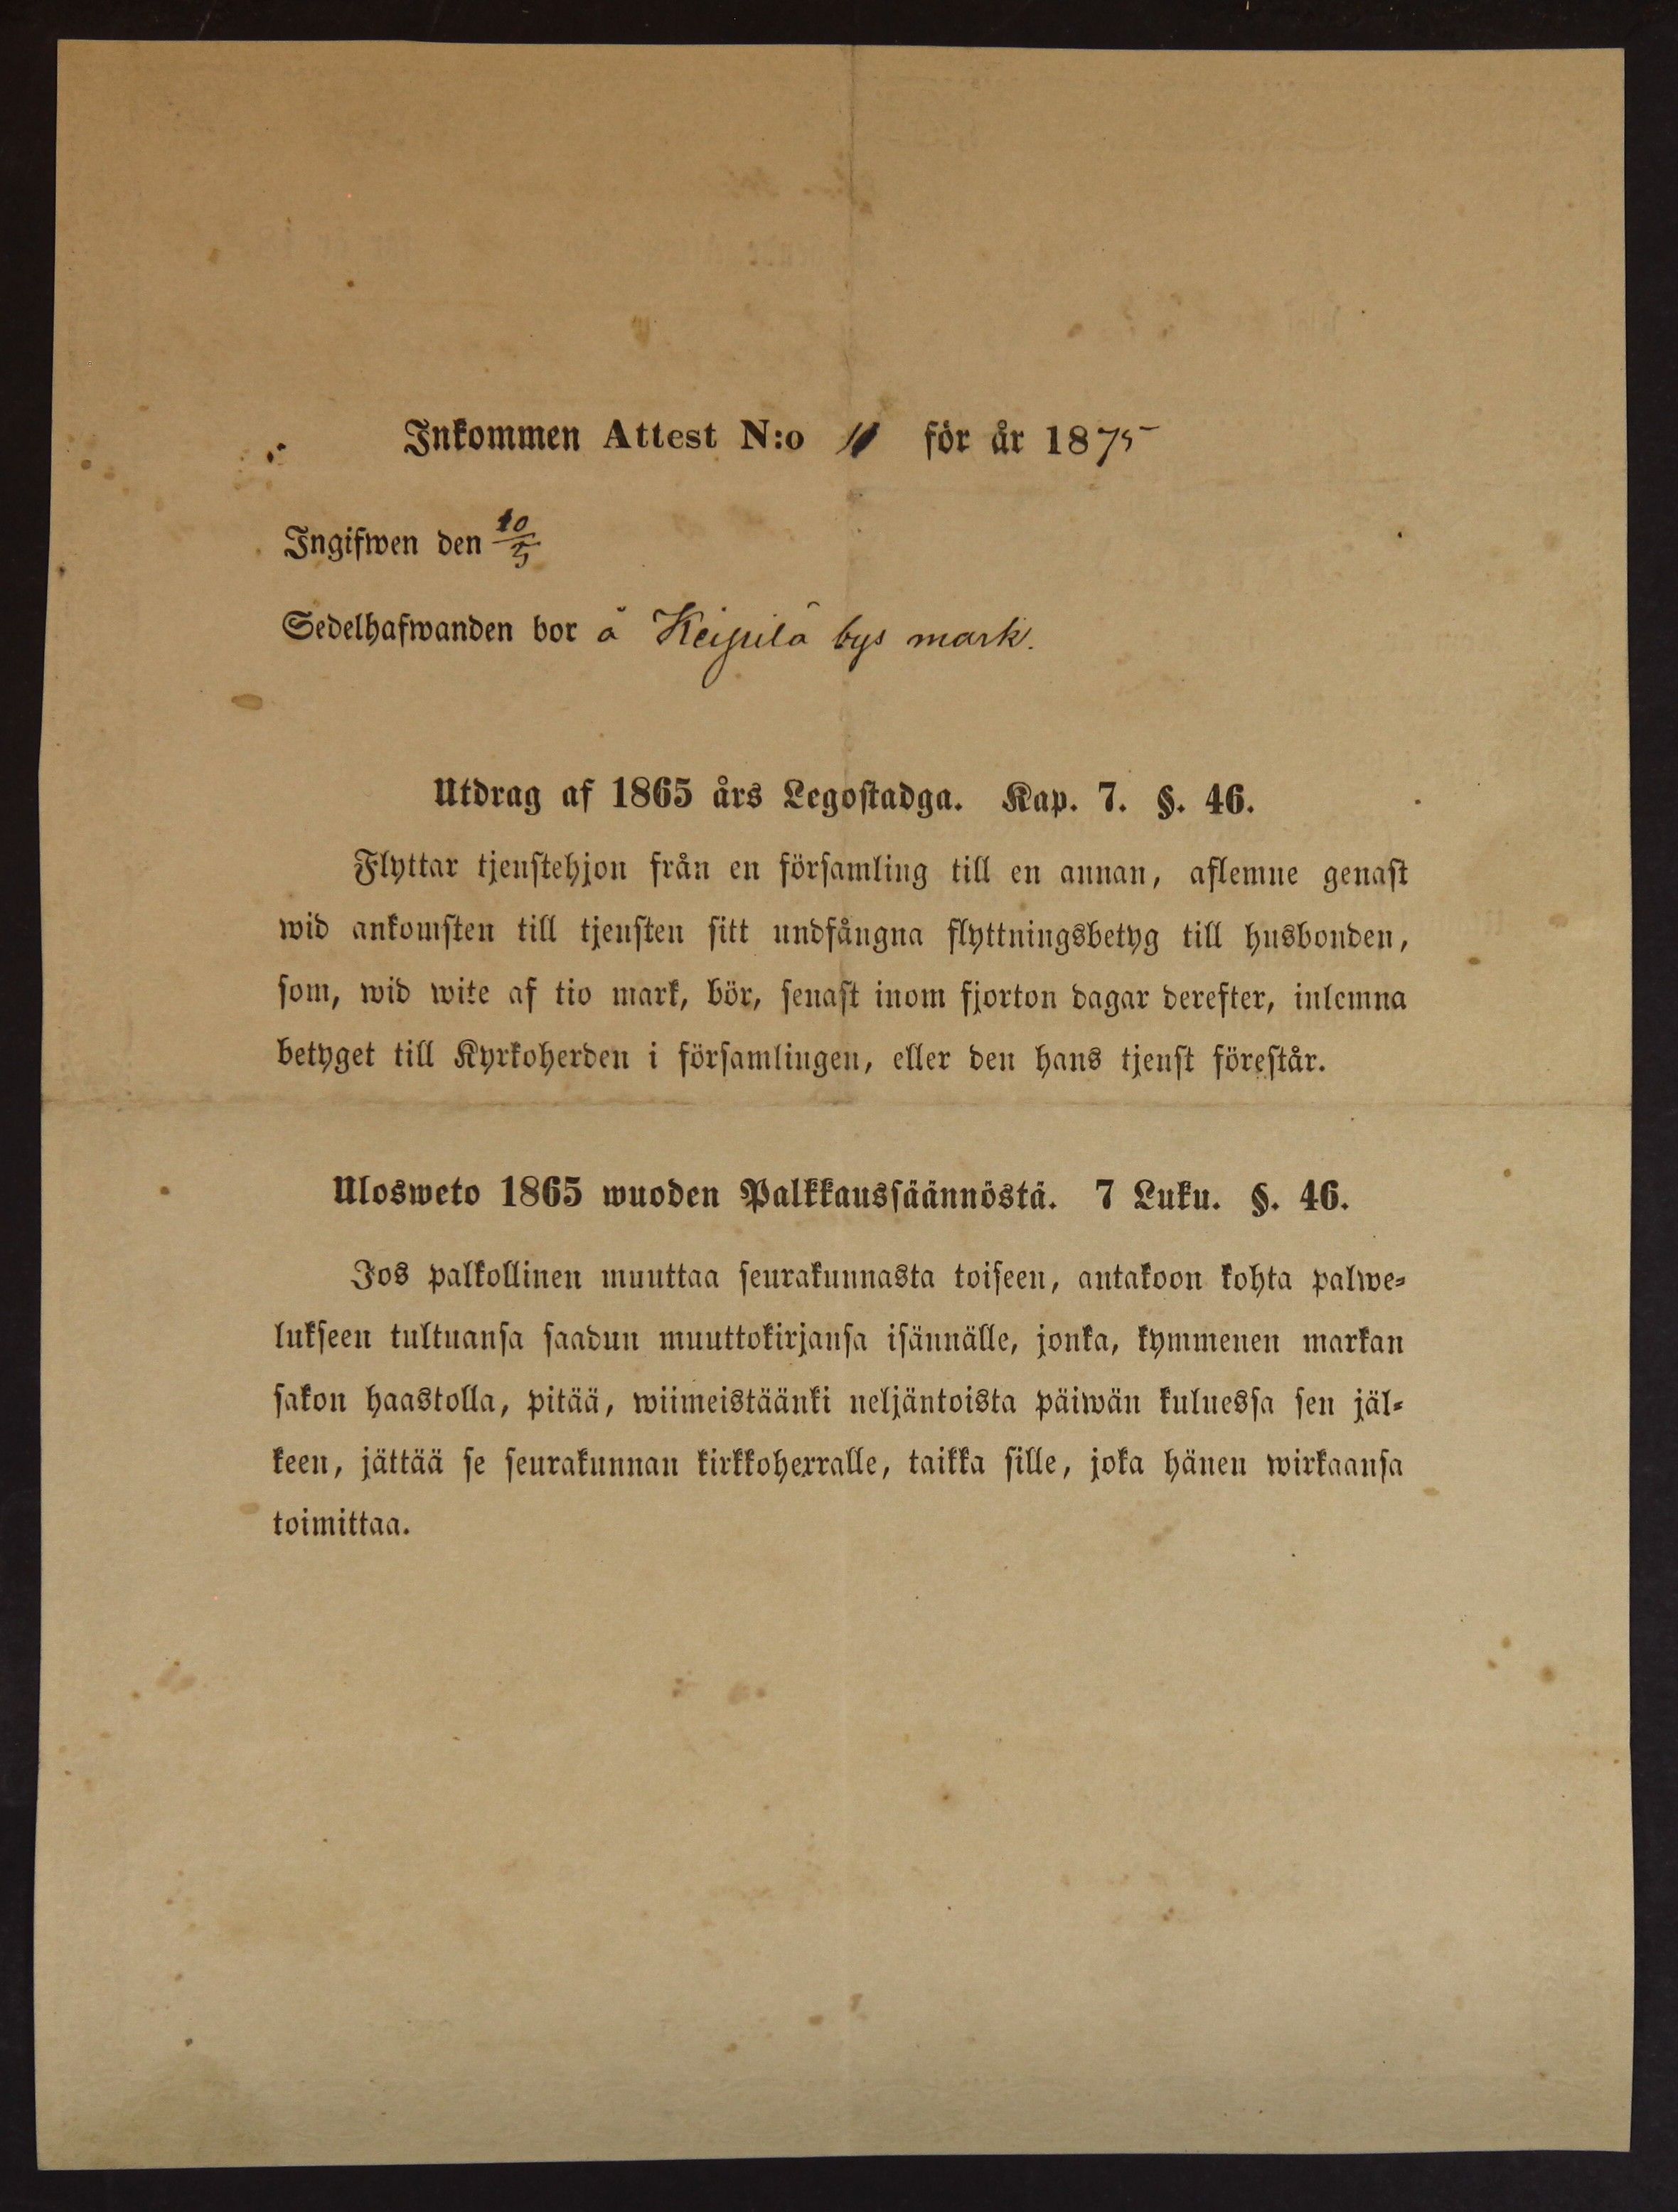 Inkommen Attest N:o 11 för år 1875
Ingifwen den 10/5
Sedelhafwanden bor å Keipilä bys mark.
Utdrag af 1865 års Legostadga. Kap. 7. §. 46.
Flyttar tjenstehjon från en församling till en annan, aflemne genast
wid ankomsten till tjensten sitt undfångna flyttningsbetyg till husbonden,
som, wid wite af tio mark, bör, senast inom fjorton dagar derefter, inlemna
betyget till Kyrkoherden i församlingen, eller den hans tjenst förestår.
Ulosweto 1865 wuoden Palkkaussäännöstä. 7 Luku. §. 46.
Jos palkollinen muuttaa seurakunnasta toiseen, antakoon kohta palwe-
lukseen tultuansa saadun muuttokirjansa isännälle, jonka, kymmenen markan
sakon haastolla, pitää, wiimeistäänki neljäntoista päiwän kuluessa sen jäl-
keen, jättää se seurakunnan kirkkoherralle, taikka sille, joka hänen wirkaansa
toimittaa.